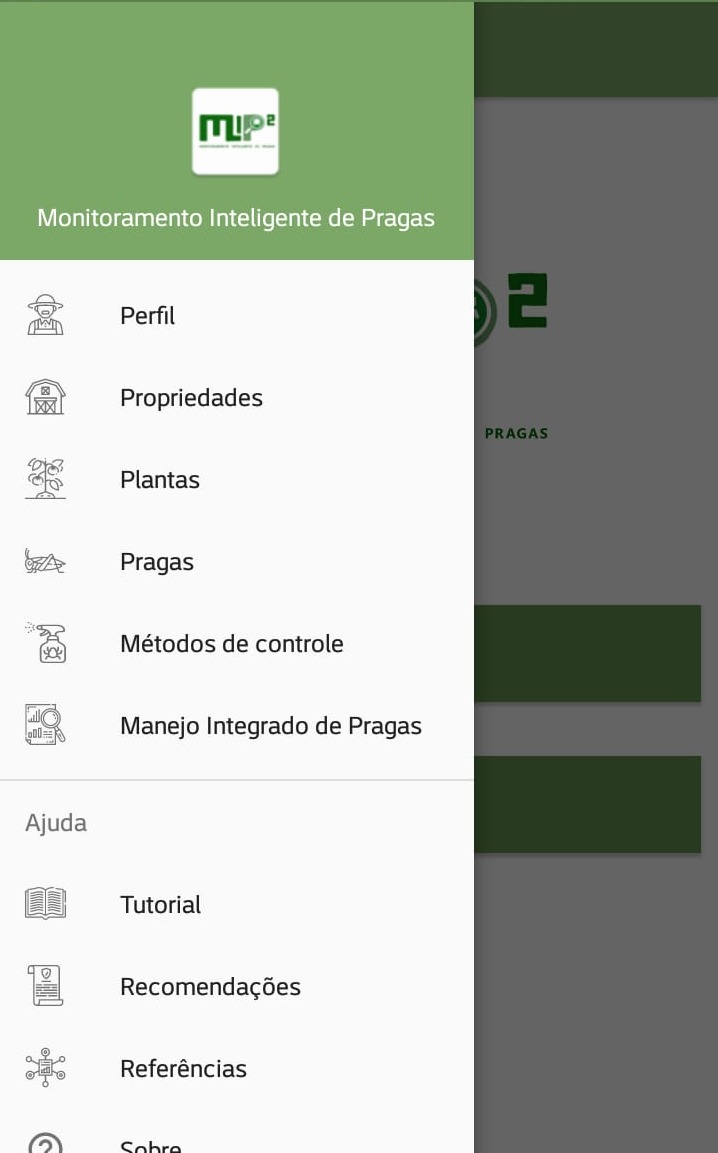 MIP²
Monitoramento Inteligente de Pragas
2
PRAGAS
Perfil
Propriedades
Plantas
Pragas
Métodos de controle
Manejo Integrado de Pragas
Ajuda
Tutorial
Recomendações
Referências
Sobre